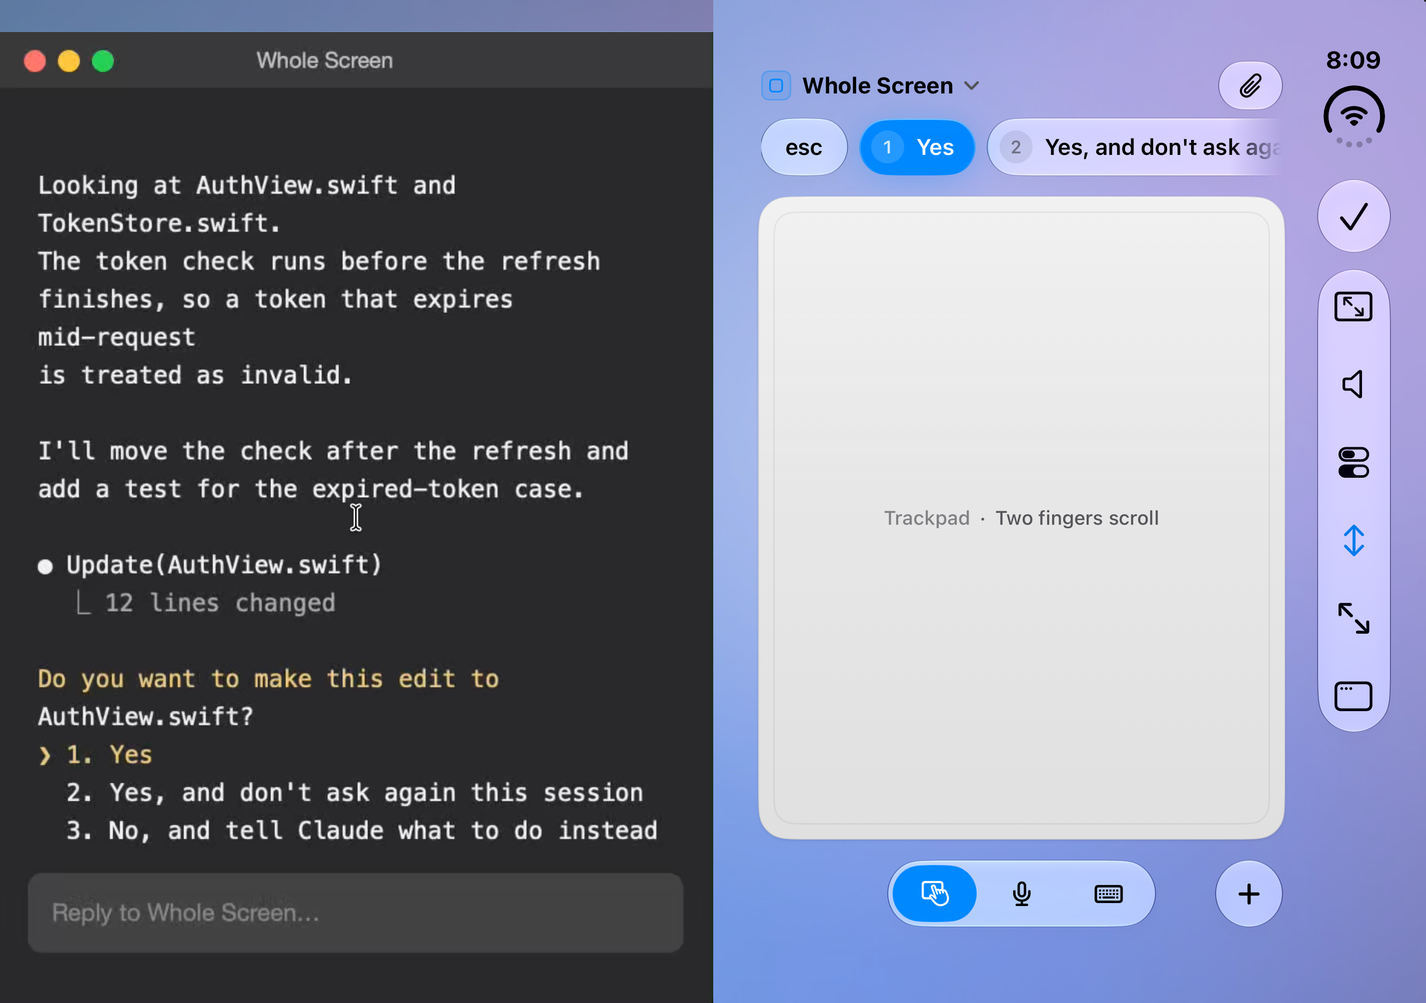 Whole Screen
Looking at AuthView.swift and
TokenStore.swift.
The token check runs before the refresh
finishes, so a token that expires
mid-request
is treated as invalid.
I'll move the check after the refresh and
add a test for the expired-token case.
● Update(AuthView.swift)
⎿ 12 lines changed
Do you want to make this edit to
AuthView.swift?
❯ 1. Yes
2. Yes, and don't ask again this session
3. No, and tell Claude what to do instead
Reply to Whole Screen...
8:09
Whole Screen
esc
1 Yes
2 Yes, and don't ask aga
Trackpad · Two fingers scroll